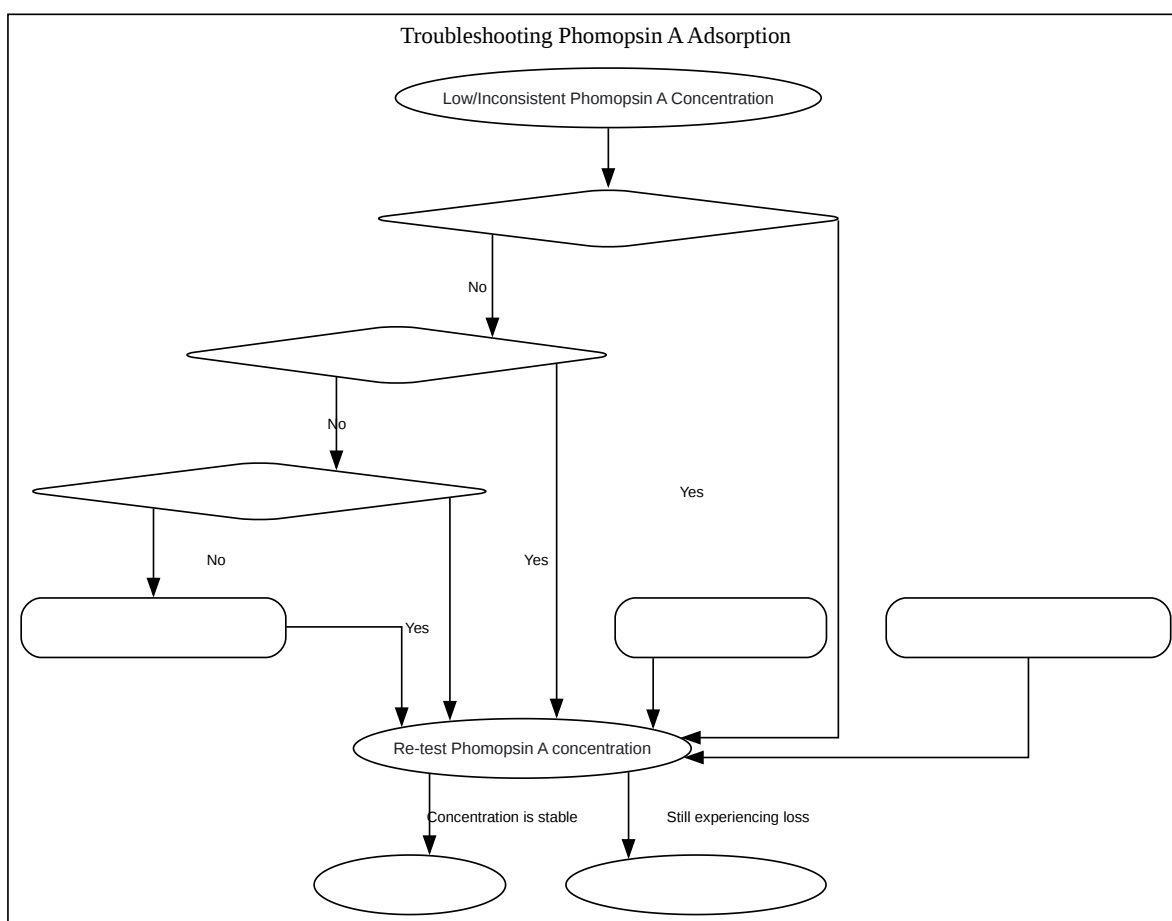 Troubleshooting Phomopsin A Adsorption
Low/Inconsistent Phomopsin A Concentration
No
No
Yes
No
Yes
Yes
Re-test Phomopsin A concentration
Concentration is stable
Still experiencing loss